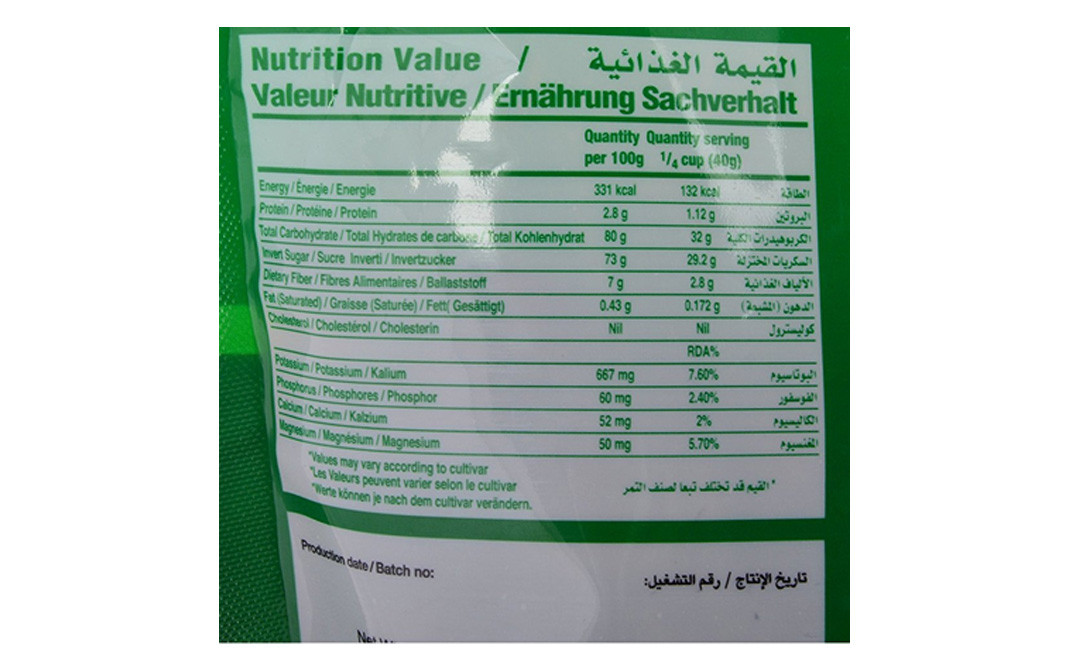 Nutrition Value / القيمة الغذائية
Valeur Nutritive / Ernährung Sachverhalt
Quantity per 100g Quantity serving 1/4 cup (40g)
Energy / Énergie / Energie 331 kcal 132 kcal الطاقة
Protein / Protéine / Protein 2.8 g 1.12 g البروتين
Total Carbohydrate / Total Hydrates de carbone / Total Kohlenhydrat 80 g 32 g الكربوهيدرات الكلية
Invert Sugar / Sucre Inverti / Invertzucker 73 g 29.2 g السكريات المختزلة
Dietary Fiber / Fibres Alimentaires / Ballaststoff 7 g 2.8 g الألياف الغذائية
Fat (Saturated) / Graisse (Saturée) / Fett( Gesättigt) 0.43 g 0.172 g الدهون (المشبعة)
Cholesterol / Cholestérol / Cholesterin Nil Nil كوليسترول
RDA%
Potassium / Potassium / Kalium 667 mg 7.60% البوتاسيوم
Phosphorus / Phosphores / Phosphor 60 mg 2.40% الفوسفور
Calcium / Calcium / Kalzium 52 mg 2% الكالسيوم
Magnesium / Magnésium / Magnesium 50 mg 5.70% المغنسيوم
*Values may vary according to cultivar
*Les Valeurs peuvent varier selon le cultivar
*Werte können je nach dem cultivar verändern.
* القيم قد تختلف تبعا لصنف التمر
Production date / Batch no: تاريخ الإنتاج / رقم التشغيل: